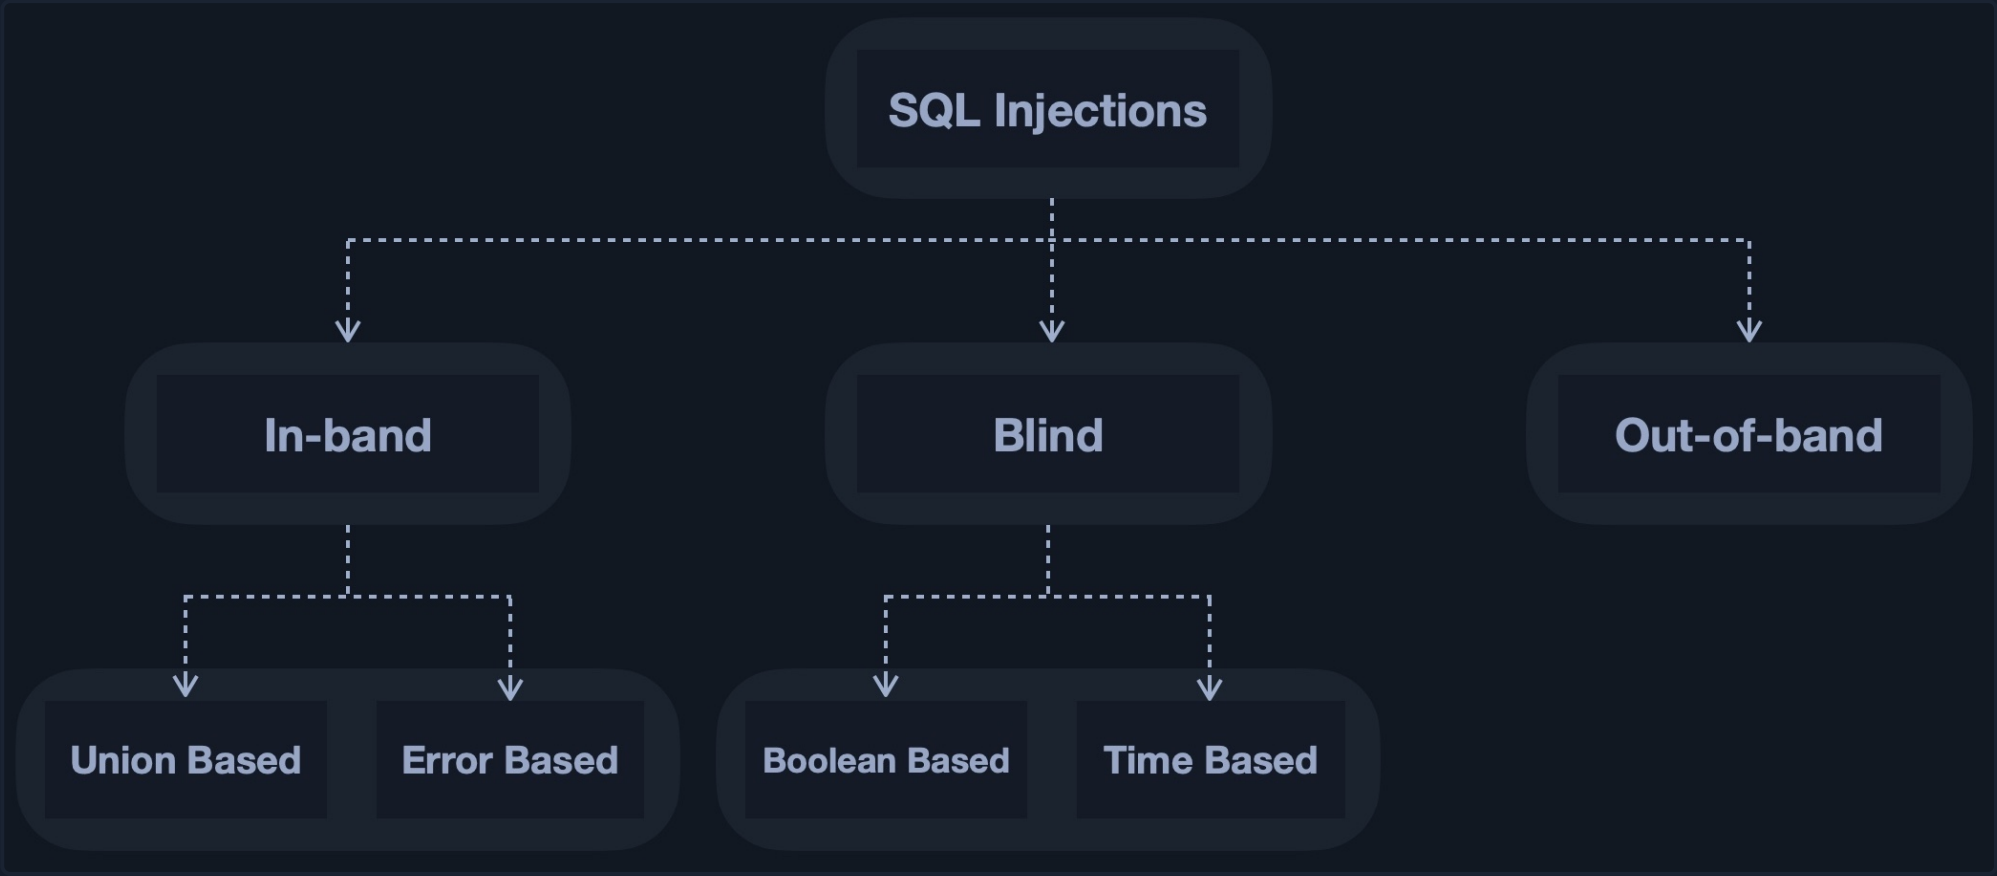 SQL Injections
In-band
Blind
Out-of-band
Union Based
Error Based
Boolean Based
Time Based